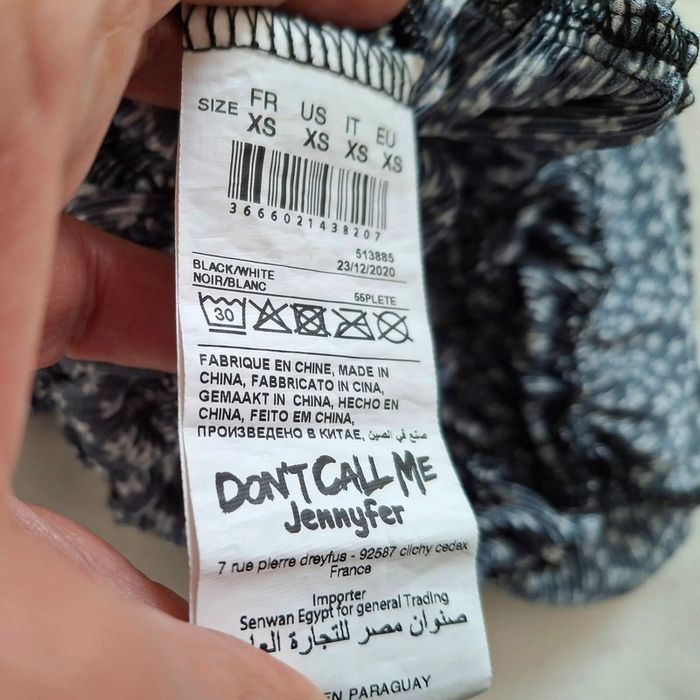 SIZE FR US IT EU
XS XS XS XS
3666021438207
513885
BLACK/WHITE 23/12/2020
NOIR/BLANC
55PLETE
30
FABRIQUE EN CHINE, MADE IN
CHINA, FABBRICATO IN CINA,
GEMAAKT IN CHINA, HECHO EN
CHINA, FEITO EM CHINA,
ПРОИЗВЕДЕНО В КИТАЕ, صنع في الصين
DON'T CALL ME
Jennyfer
7 rue pierre dreyfus - 92587 clichy cedex
France
Importer
Senwan Egypt for general Trading
صنوان مصر للتجارة
EN PARAGUAY